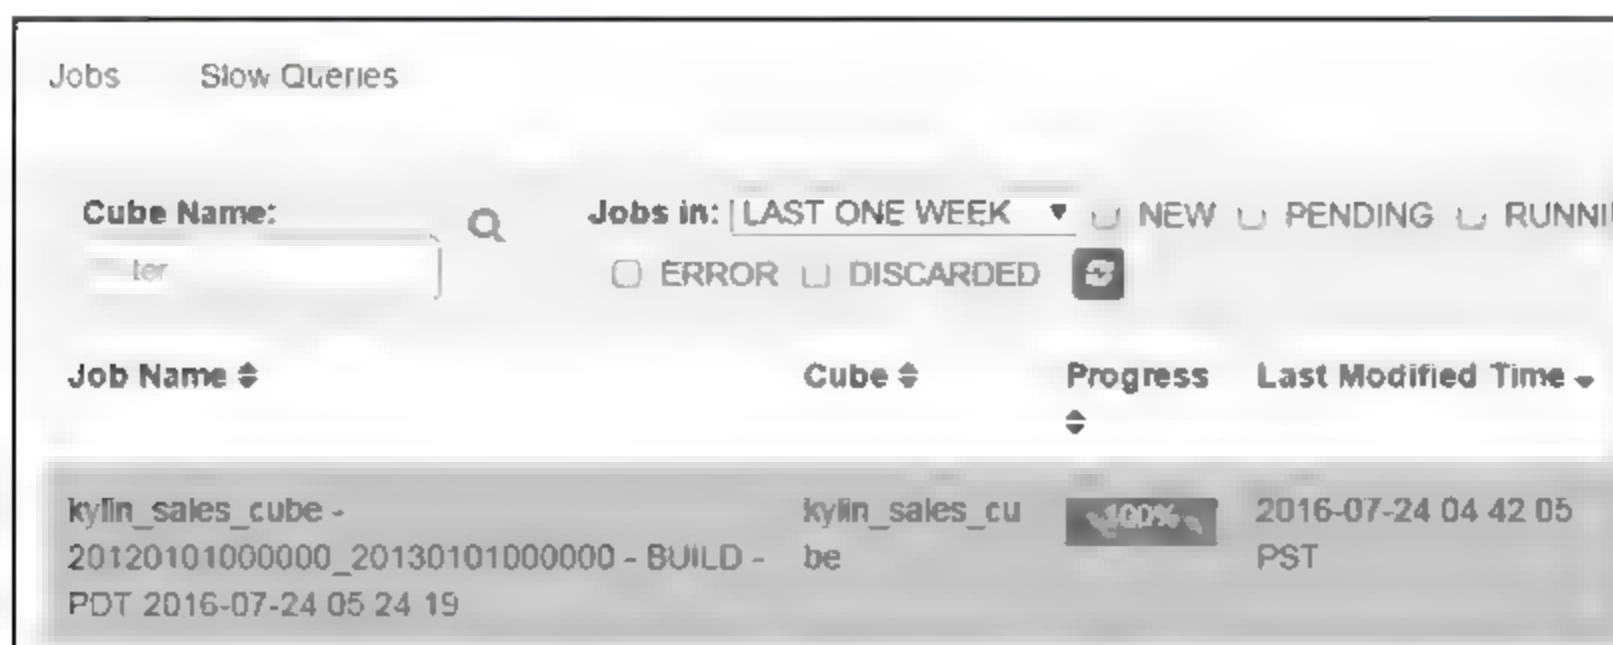 Jobs Slow Queries
Cube Name:
Jobs in: LAST ONE WEEK NEW PENDING
ERROR DISCARDED
Job Name Cube Progress Last Modified Time
kylin_sales_cube - kylin_sales_cu 100% 2016-07-24 04 42 05
20120101000000_20130101000000 - BUILD - be PST
PDT 2016-07-24 05 24 19